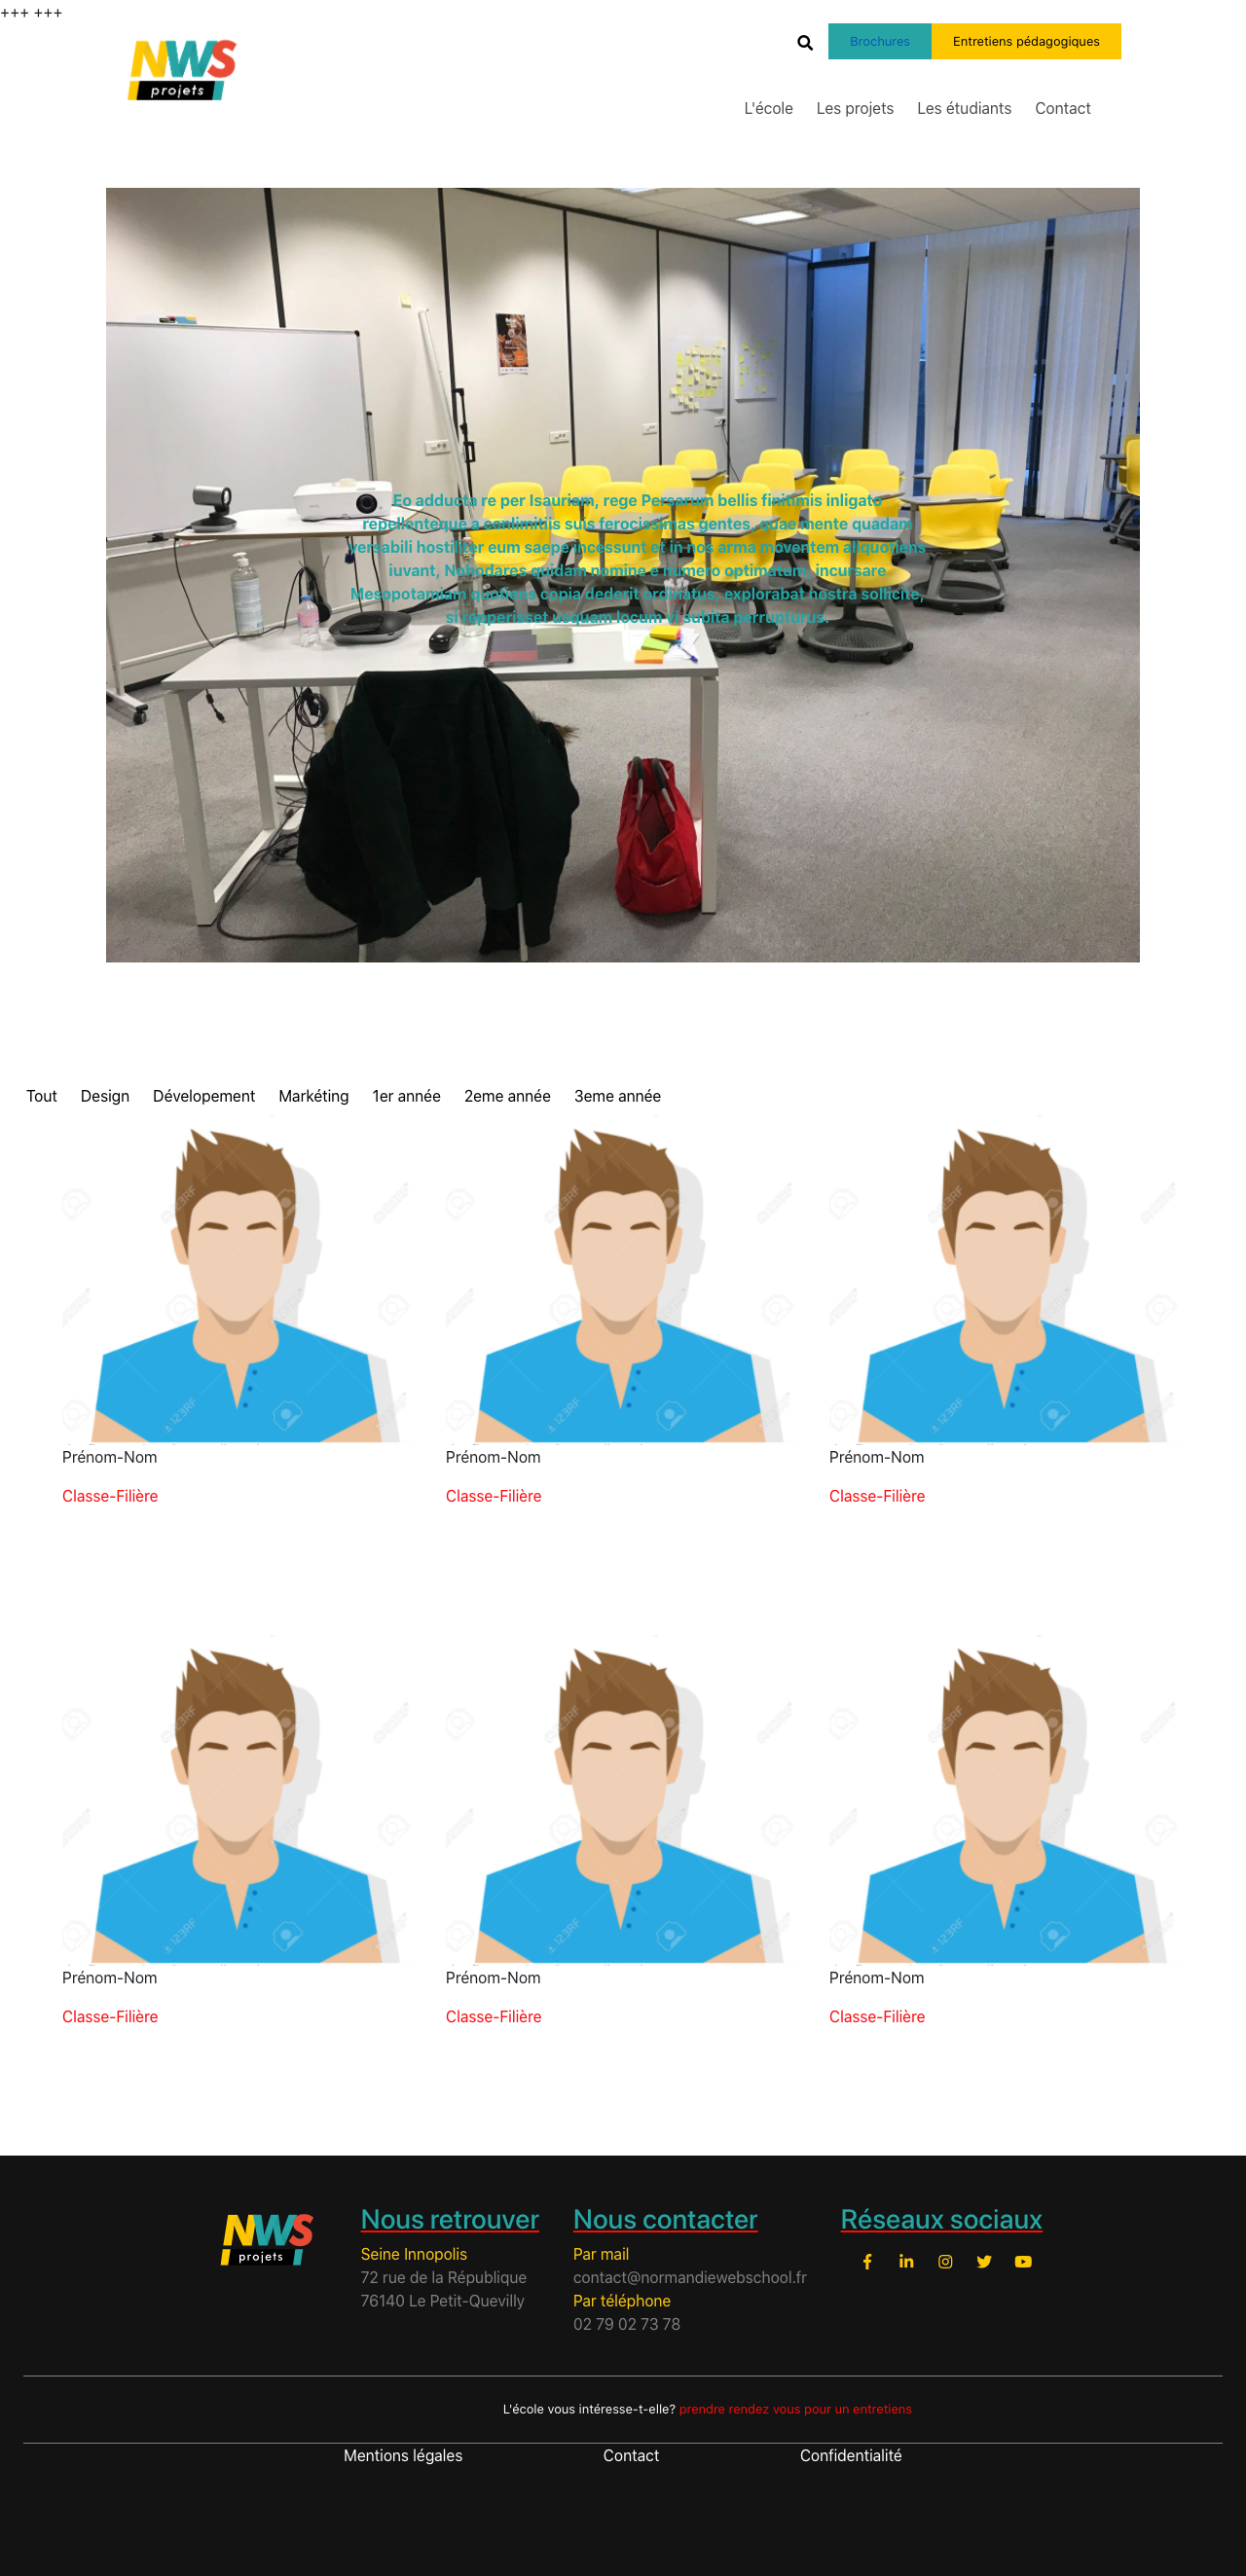 +++ +++
NWS
projets
Brochures
Entretiens pédagogiques
L'école
Les projets
Les étudiants
Contact
Eo adducta re per Isauriam, rege Persarum bellis finitimis inligato
repellenteque a conlimitiis suis ferocissimas gentes, quae mente quadam
versabili hostiliter eum saepe incessunt et in nos arma moventem aliquotiens
iuvant, Nohodares quidam nomine e numero optimatum, incursare
Mesopotamiam quotiens copia dederit ordinatus, explorabat nostra sollicite,
si repperisset usquam locum vi subita perrupturus.
Tout
Design
Dévelopement
Markéting
1er année
2eme année
3eme année
Prénom-Nom
Classe-Filière
Prénom-Nom
Classe-Filière
Prénom-Nom
Classe-Filière
Prénom-Nom
Classe-Filière
Prénom-Nom
Classe-Filière
Prénom-Nom
Classe-Filière
NWS
projets
Nous retrouver
Seine Innopolis
72 rue de la République
76140 Le Petit-Quevilly
Nous contacter
Par mail
contact@normandiewebschool.fr
Par téléphone
02 79 02 73 78
Réseaux sociaux
L'école vous intéresse-t-elle? prendre rendez vous pour un entretiens
Mentions légales
Contact
Confidentialité